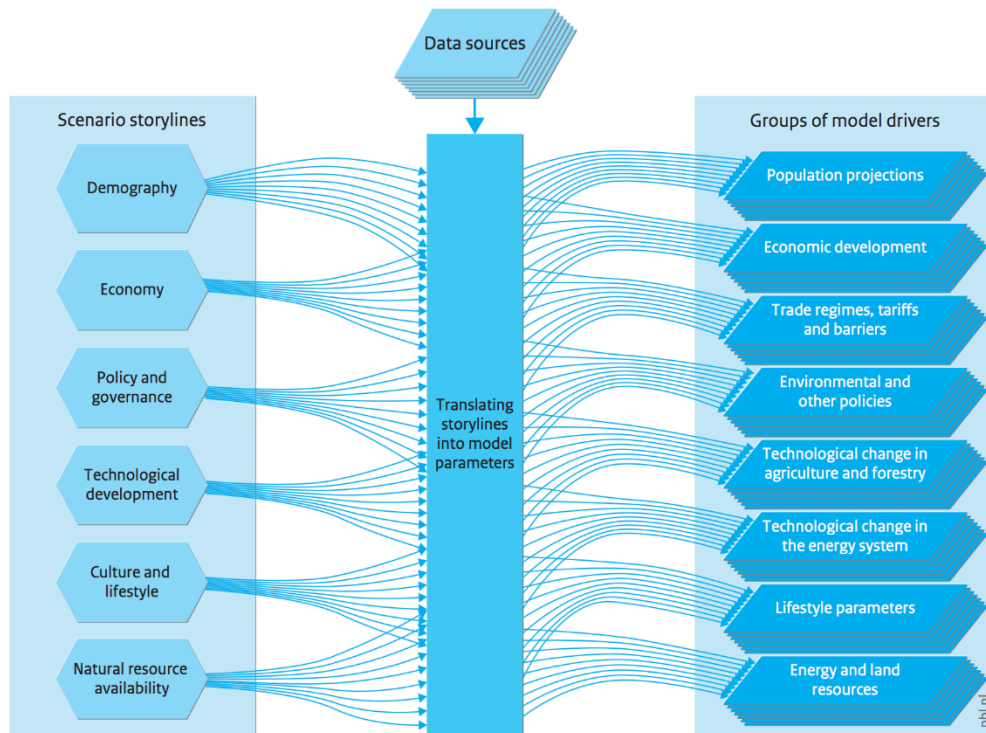 Data sources
Scenario storylines
Demography
Economy
Policy and
governance
Technological
development
Culture and
lifestyle
Natural resource
availability
Translating
storylines
into model
parameters
Groups of model drivers
Population projections
Economic development
Trade regimes, tariffs
and barriers
Environmental and
other policies
Technological change in
agriculture and forestry
Technological change in
the energy system
Lifestyle parameters
Energy and land
resources
pbl.nl